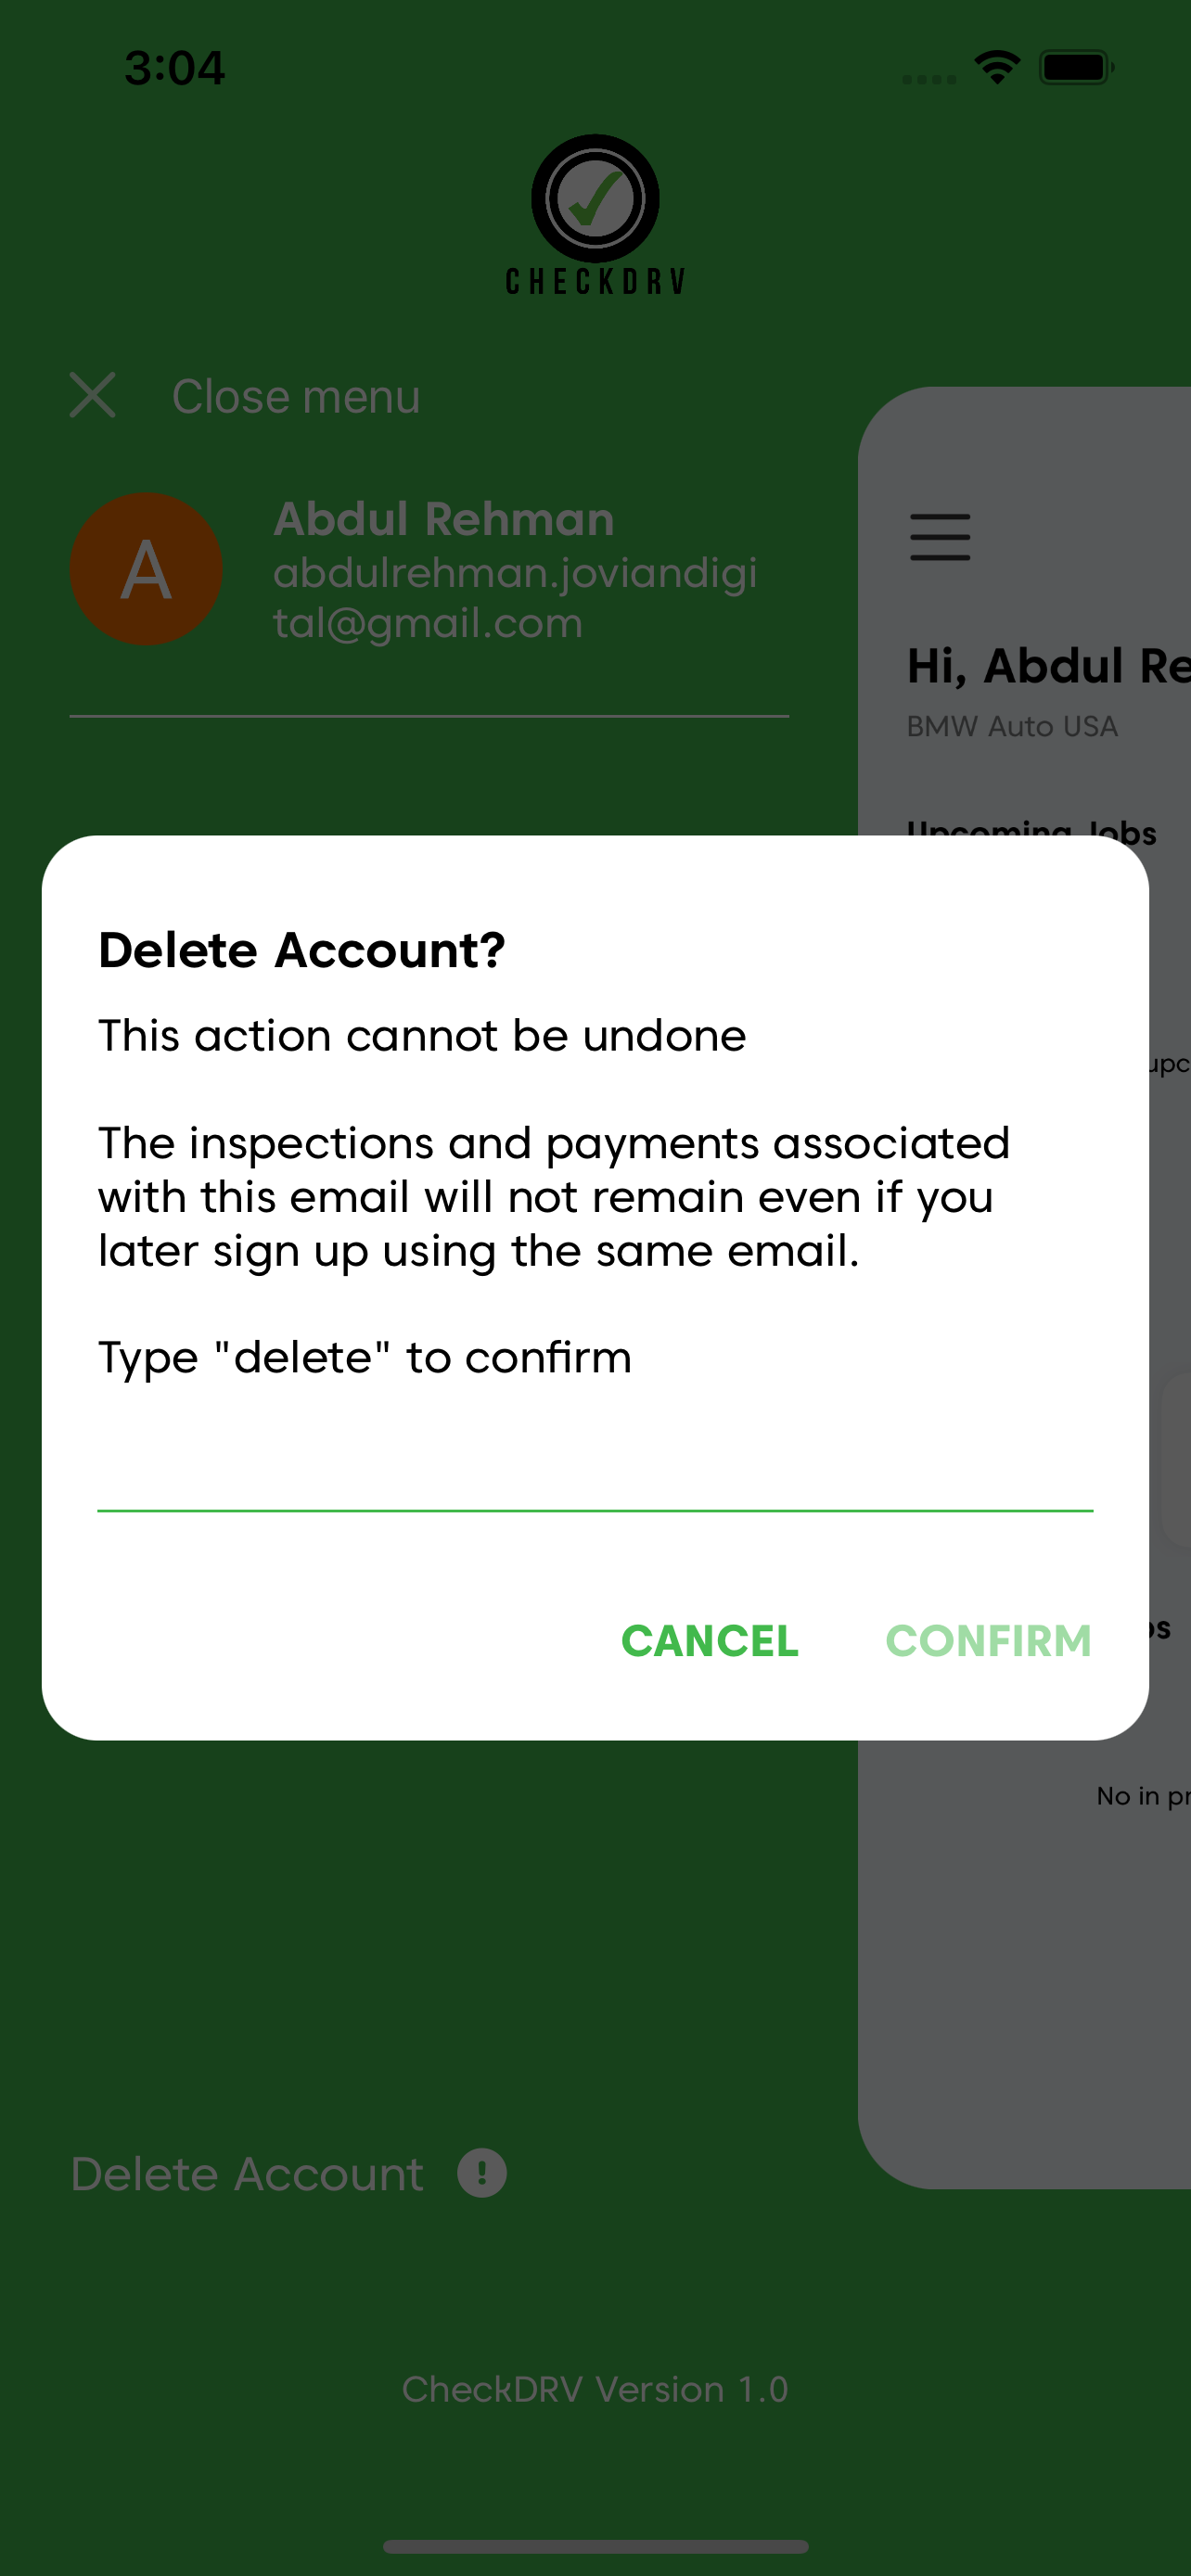 3:04
CHECKDRV
Close menu
A
Abdul Rehman
abdulrehman.joviandigi
tal@gmail.com
Hi, Abdul Re
BMW Auto USA
Upcoming Jobs
Delete Account?
This action cannot be undone
upc
The inspections and payments associated
with this email will not remain even if you
later sign up using the same email.
Type "delete" to confirm
CANCEL
CONFIRM
os
No in pr
Delete Account
CheckDRV Version 1.0